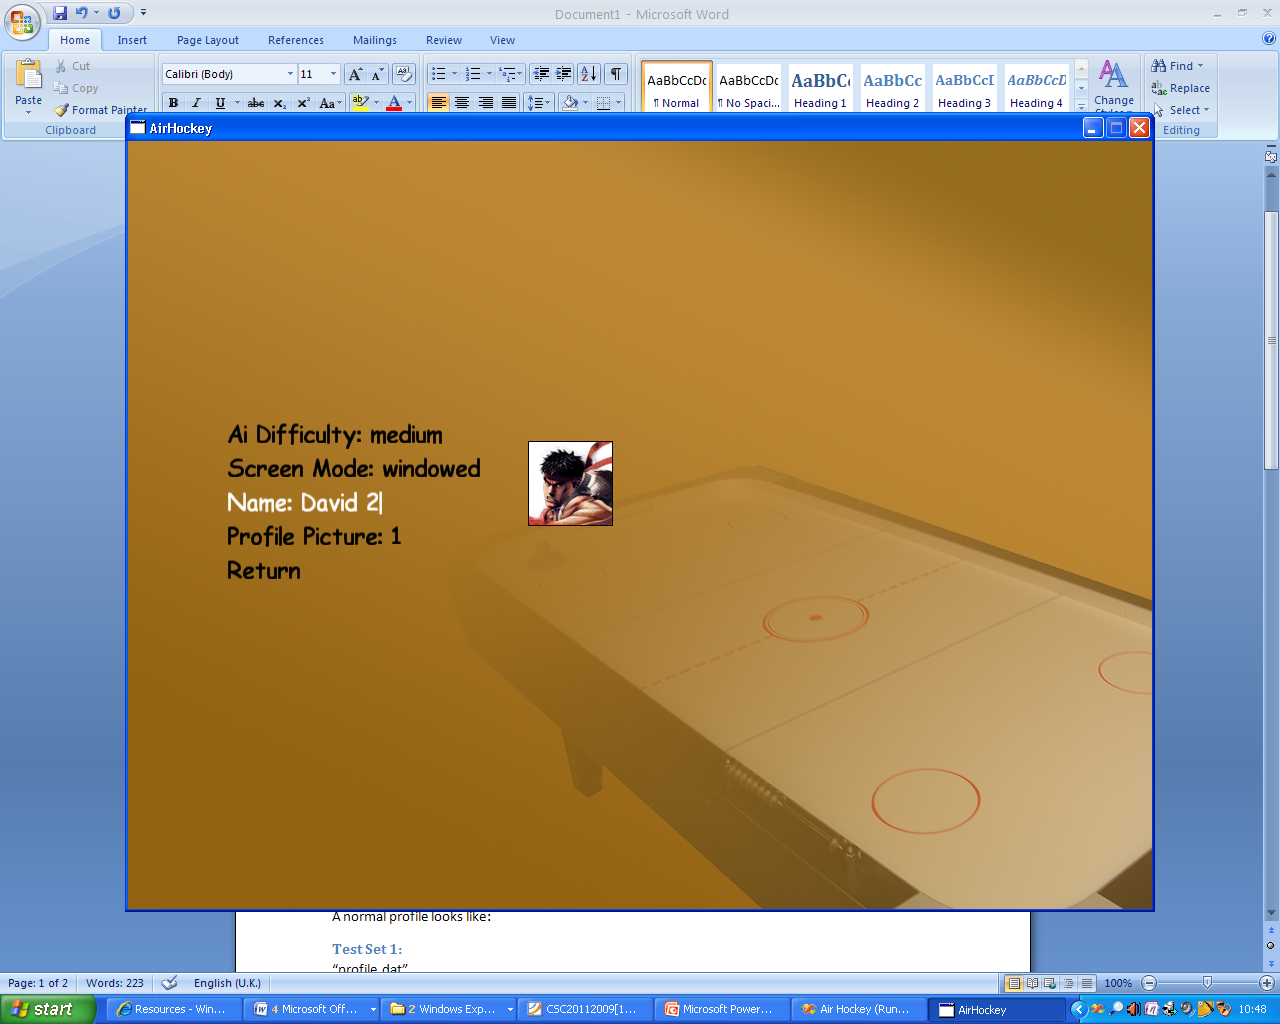 Document1 - Microsoft Word
Home Insert Page Layout References Mailings Review View
Cut
Copy
Format Painter
Paste
Clipboard
Calibri (Body) 11
AaBbCcDc AaBbCcDc AaBbCc AaBbCc AaBbCcI AaBbCcD
¶ Normal ¶ No Spaci... Heading 1 Heading 2 Heading 3 Heading 4
Change
Find
Replace
Select
Editing
AirHockey
Ai Difficulty: medium
Screen Mode: windowed
Name: David 2
Profile Picture: 1
Return
A normal profile looks like:
Test Set 1:
“profile.dat”
Page: 1 of 2 Words: 223 English (U.K.) 100%
start Resources - Win... 4 Microsoft Off... 2 Windows Exp... CSC20112009[1... Microsoft Power... Air Hockey (Run... AirHockey 10:48